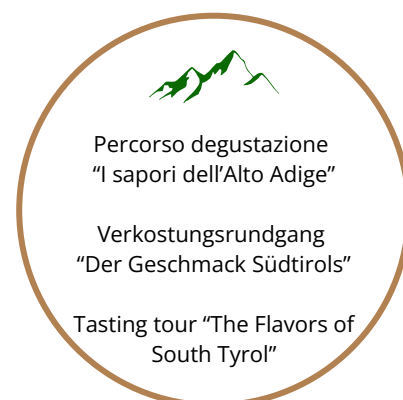 Percorso degustazione
“I sapori dell’Alto Adige”
Verkostungsrundgang
“Der Geschmack Südtirols”
Tasting tour “The Flavors of
South Tyrol”